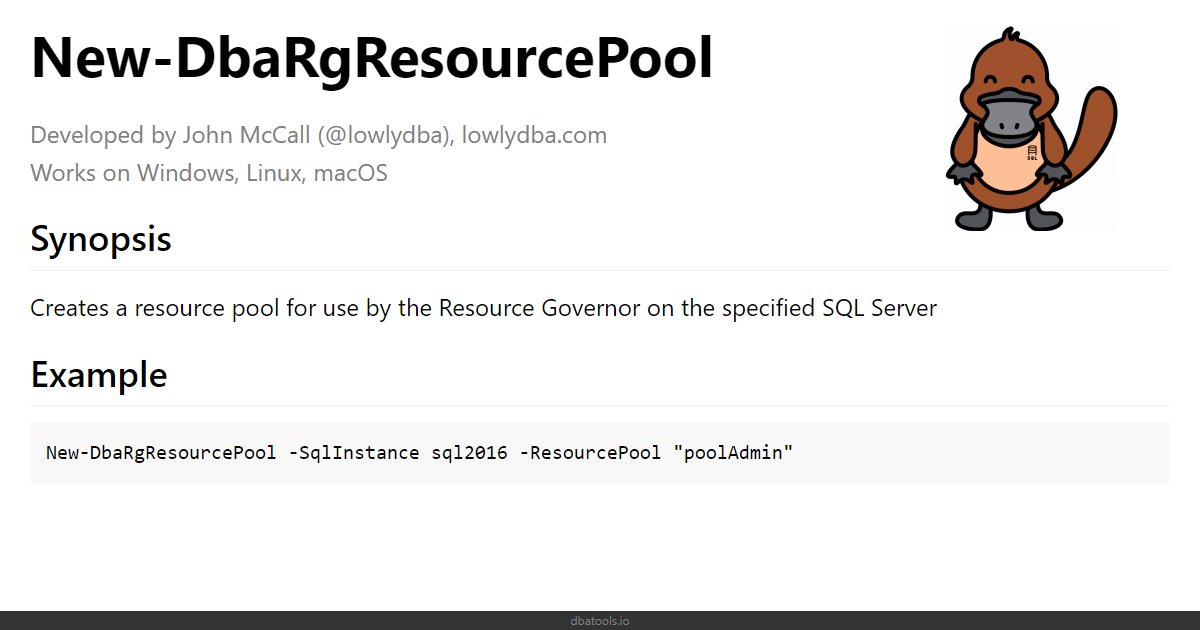 New-DbaRgResourcePool
Developed by John McCall (@lowlydba), lowlydba.com
Works on Windows, Linux, macOS
SQL
Synopsis
Creates a resource pool for use by the Resource Governor on the specified SQL Server
Example
New-DbaRgResourcePool -SqlInstance sql2016 -ResourcePool "poolAdmin"
dbatools.io